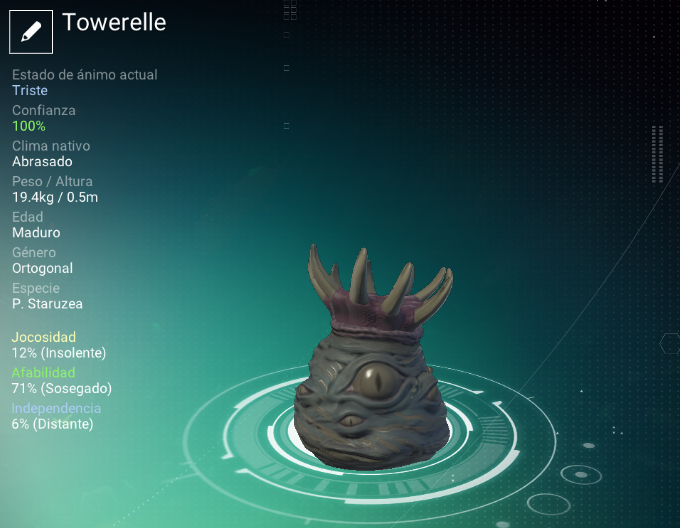 Towerelle
Estado de ánimo actual
Triste
Confianza
100%
Clima nativo
Abrasado
Peso / Altura
19.4kg / 0.5m
Edad
Maduro
Género
Ortogonal
Especie
P. Staruzea
Jocosidad
12% (Insolente)
Afabilidad
71% (Sosegado)
Independencia
6% (Distante)